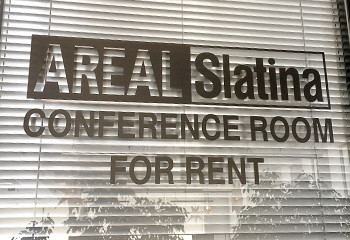 AREAL Slatina
CONFERENCE ROOM
FOR RENT